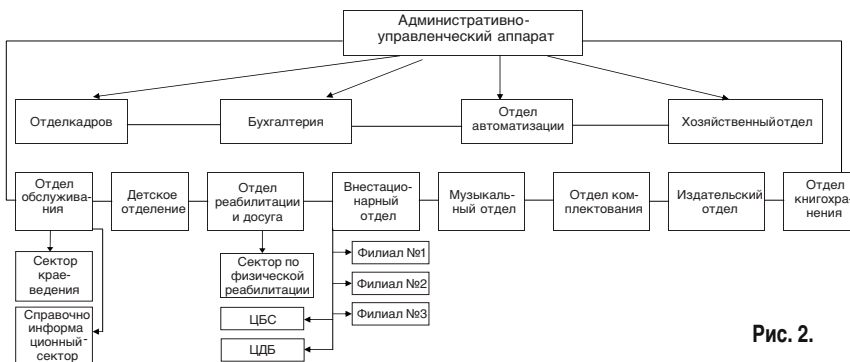 Административно-
управленческий аппарат
Отделкадров
Бухгалтерия
Отдел
автоматизации
Хозяйственныйотдел
Отдел
обслужива-
ния
Детское
отделение
Отдел
реабилитации
и досуга
Внестацио-
нарный
отдел
Музыкаль-
ный отдел
Отдел ком-
плектования
Издательский
отдел
Отдел
книгохра-
нения
Сектор
крае-
ведения
Справочно
информа
ционный-
сектор
Сектор по
физической
реабилитации
ЦБС
ЦДБ
Филиал №1
Филиал №2
Филиал №3
Рис. 2.